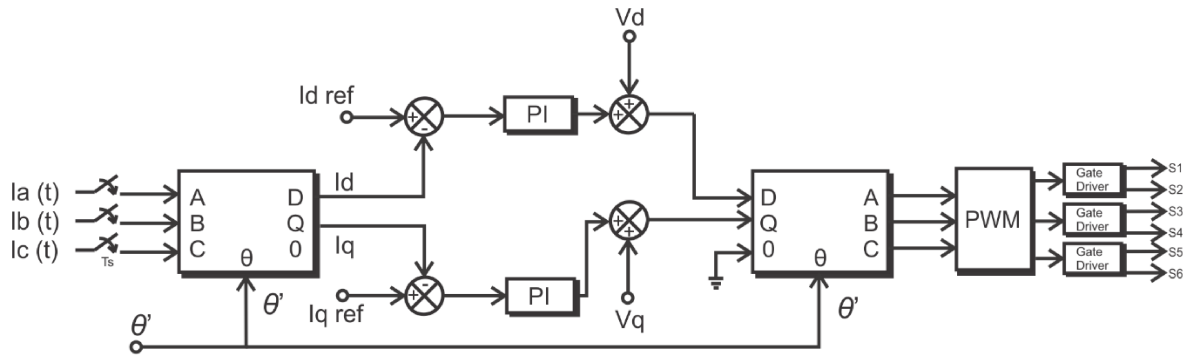 Vd
Id ref
+
-
PI
+
+
Ia (t)
Ib (t)
Ic (t)
Ts
A
B
C
D
Q
0
θ
Id
Iq
θ'
Iq ref
+
-
PI
+
+
Vq
D
Q
0
A
B
C
θ
θ'
PWM
Gate
Driver
Gate
Driver
Gate
Driver
S1
S2
S3
S4
S5
S6
θ'